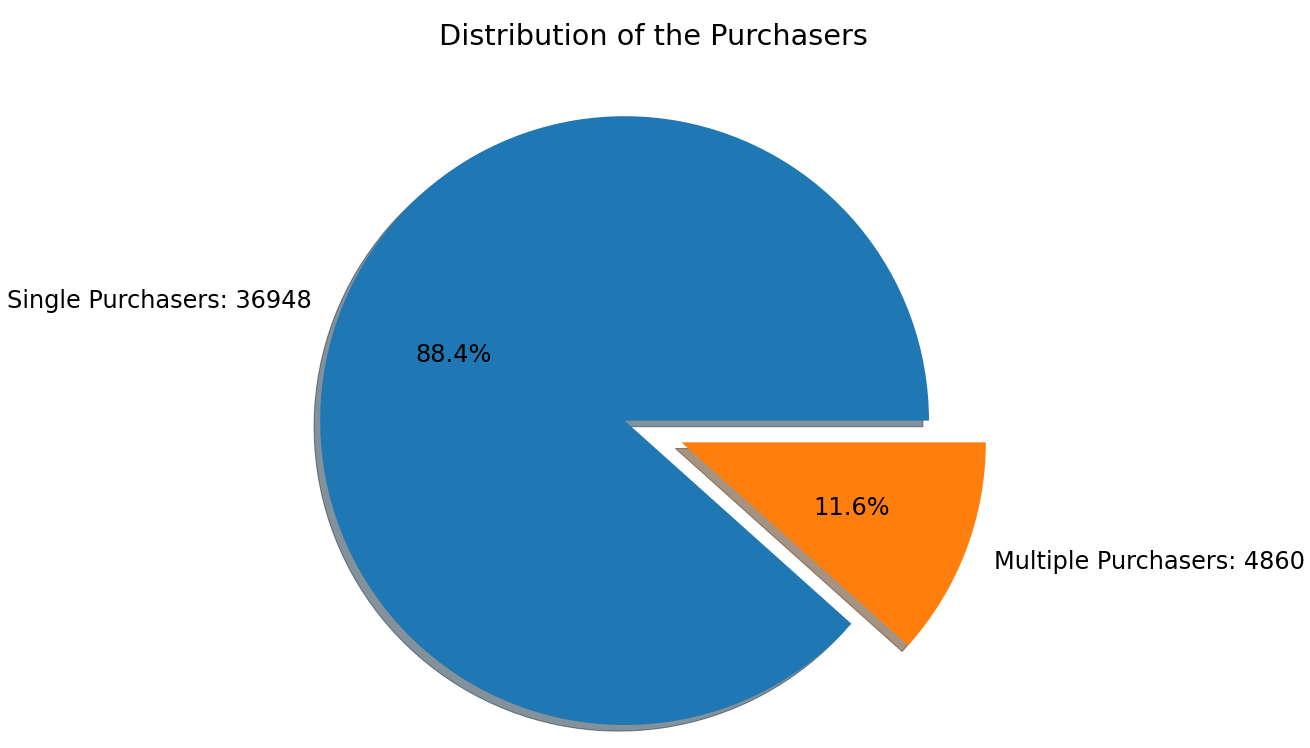 Distribution of the Purchasers
Single Purchasers: 36948
88.4%
11.6%
Multiple Purchasers: 4860